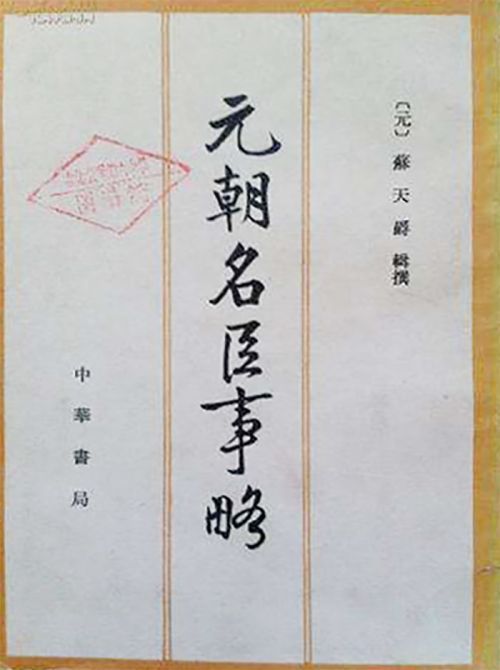 〔元〕蘇天爵 輯撰
元朝名臣事略
中華書局